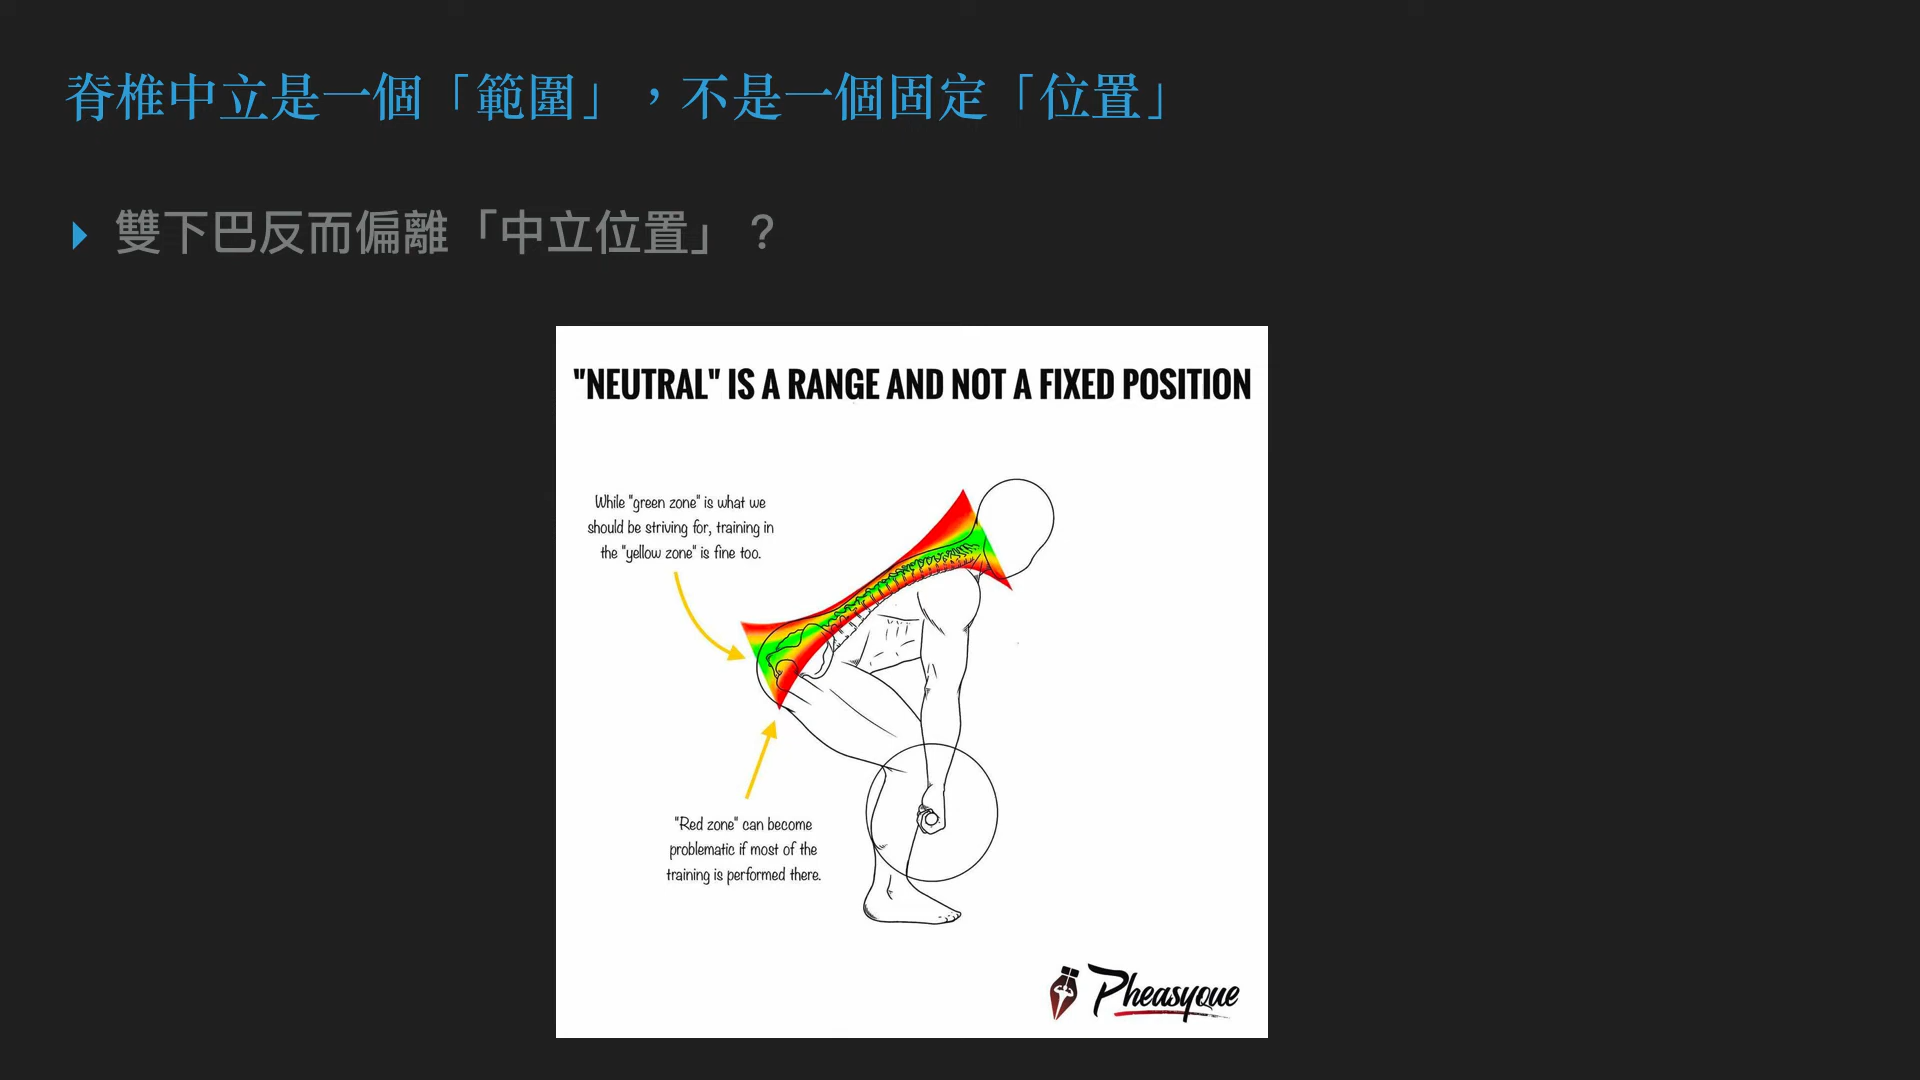 脊椎中立是一個「範圍」，不是一個固定「位置」
雙下巴反而偏離「中立位置」？
"NEUTRAL" IS A RANGE AND NOT A FIXED POSITION
While "green zone" is what we
should be striving for, training in
the "yellow zone" is fine too.
"Red zone" can become
problematic if most of the
training is performed there.
Pheasyque